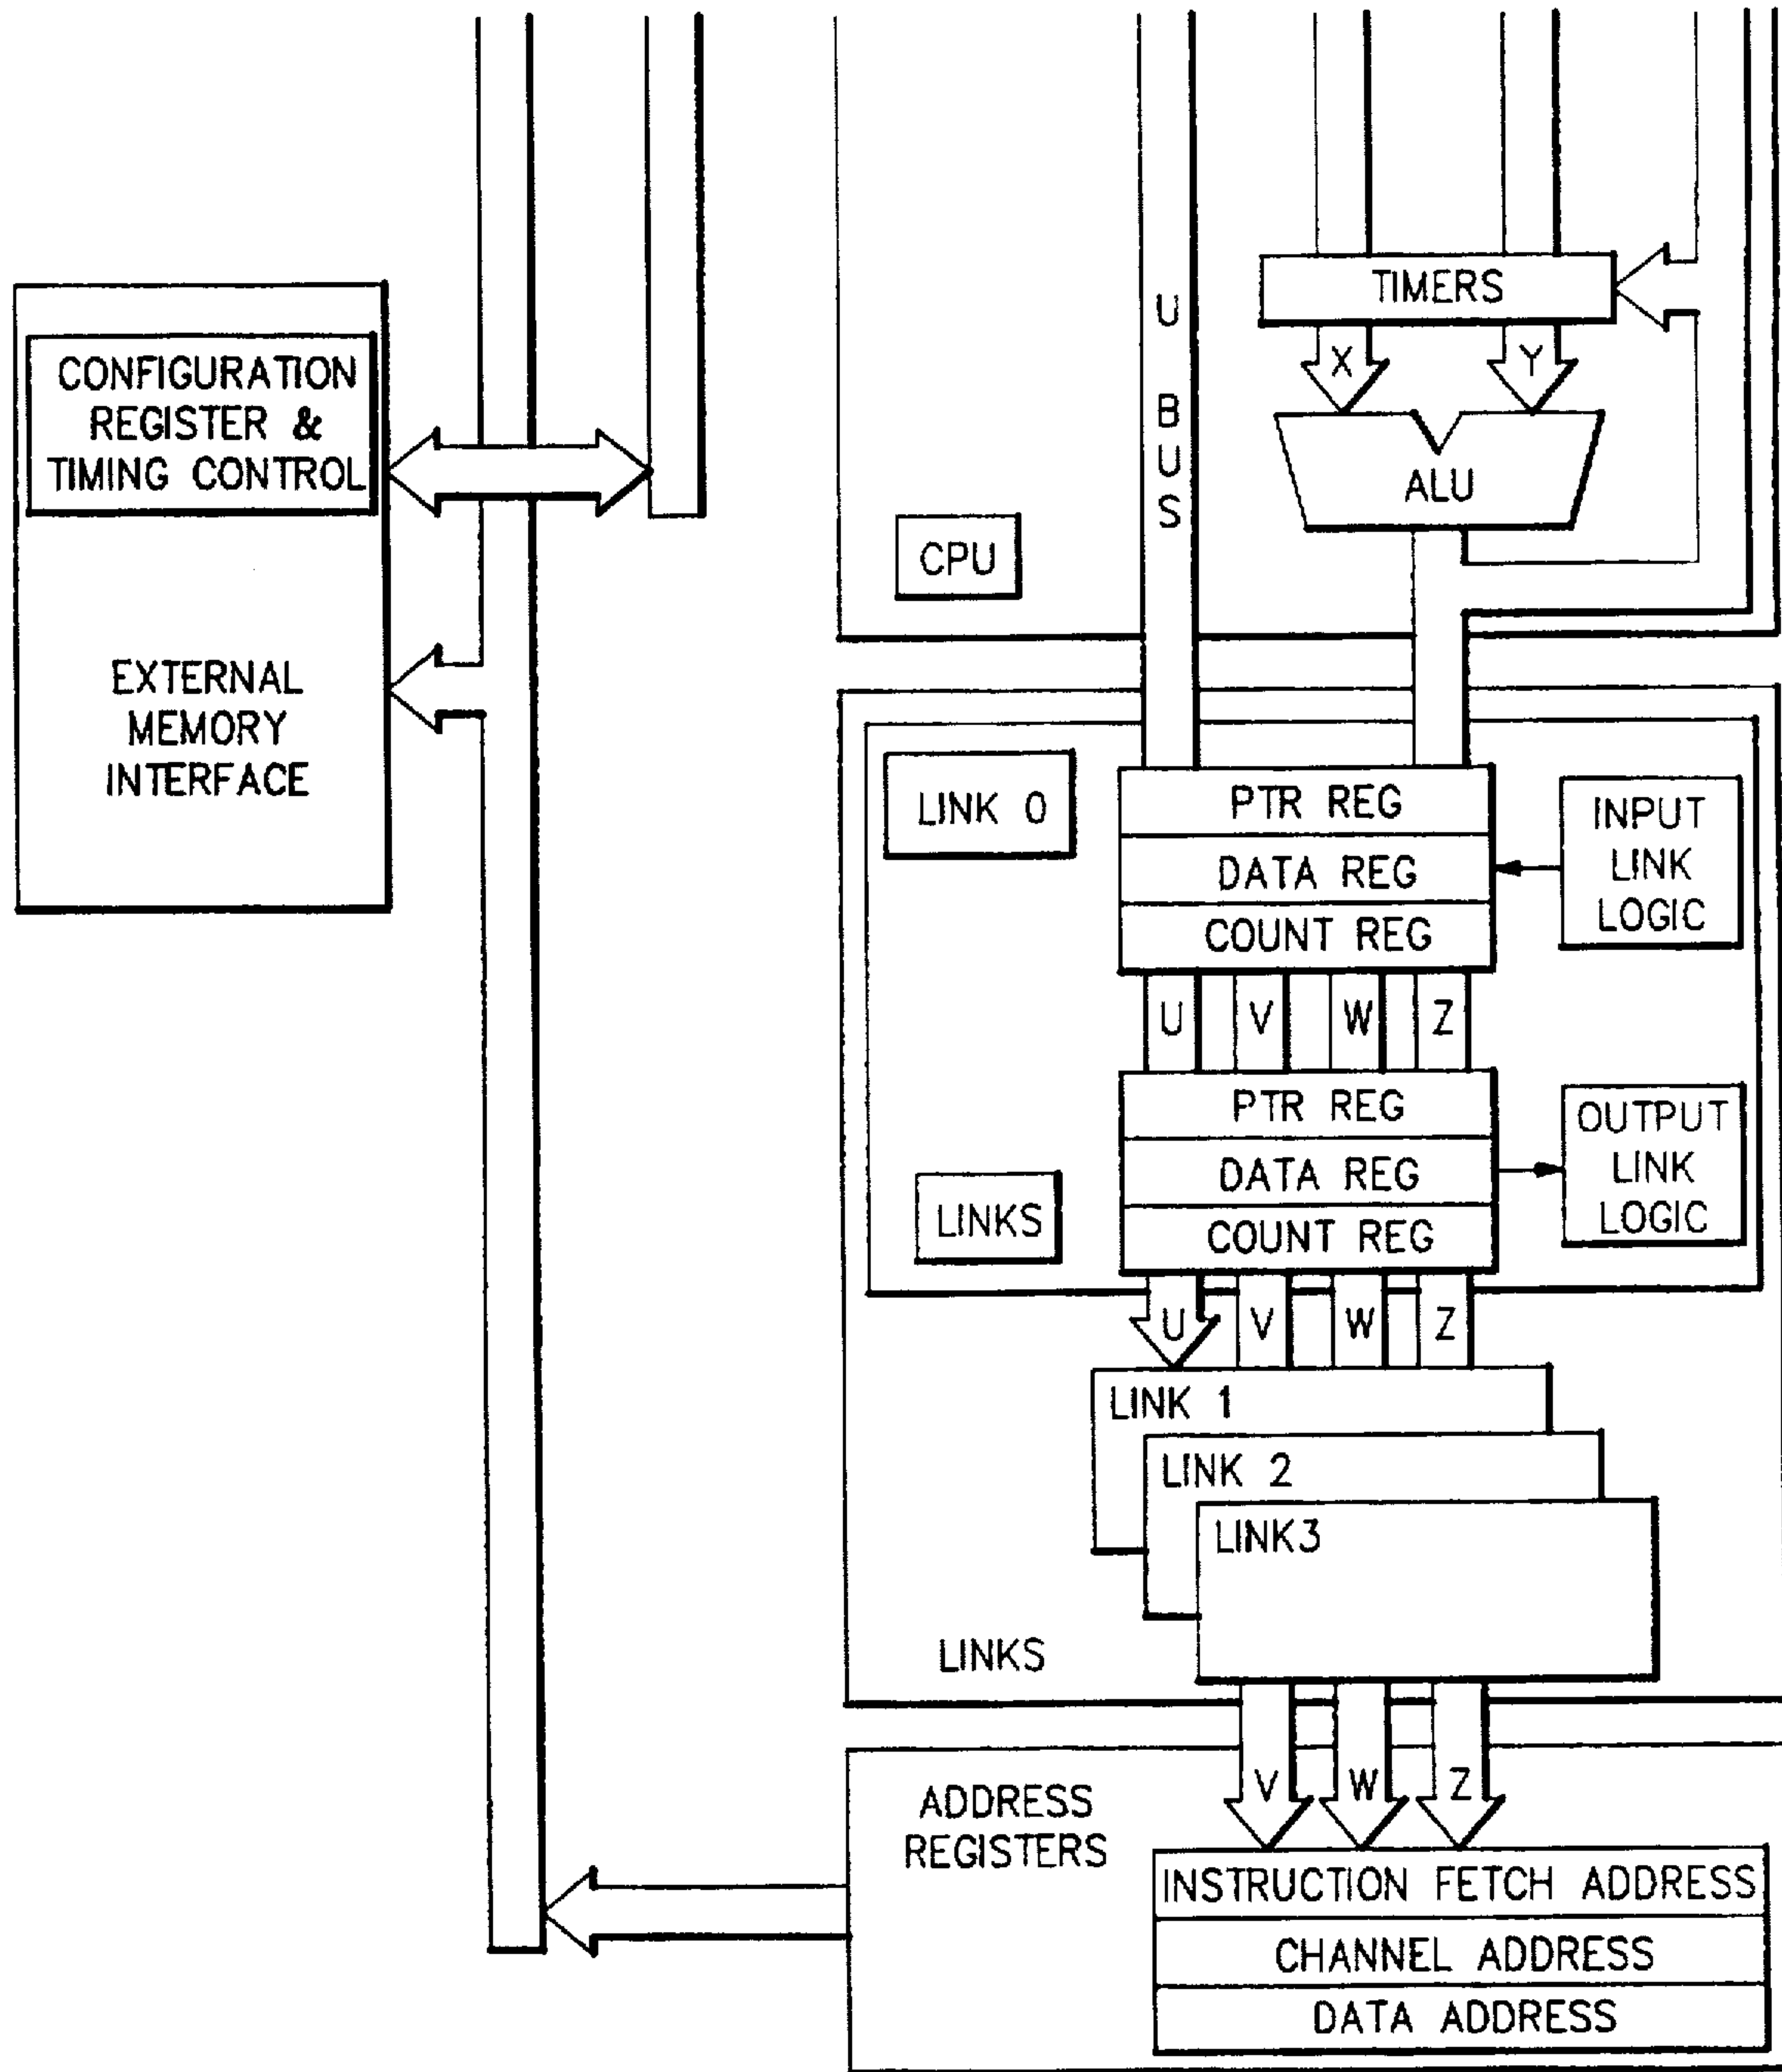 CONFIGURATION
REGISTER &
TIMING CONTROL
EXTERNAL
MEMORY
INTERFACE
U BUS
TIMERS
X Y
ALU
CPU
LINK 0
PTR REG
DATA REG
COUNT REG
INPUT
LINK
LOGIC
U V W Z
PTR REG
DATA REG
COUNT REG
OUTPUT
LINK
LOGIC
LINKS
U V W Z
LINK 1
LINK 2
LINK3
LINKS
V W Z
ADDRESS
REGISTERS
INSTRUCTION FETCH ADDRESS
CHANNEL ADDRESS
DATA ADDRESS